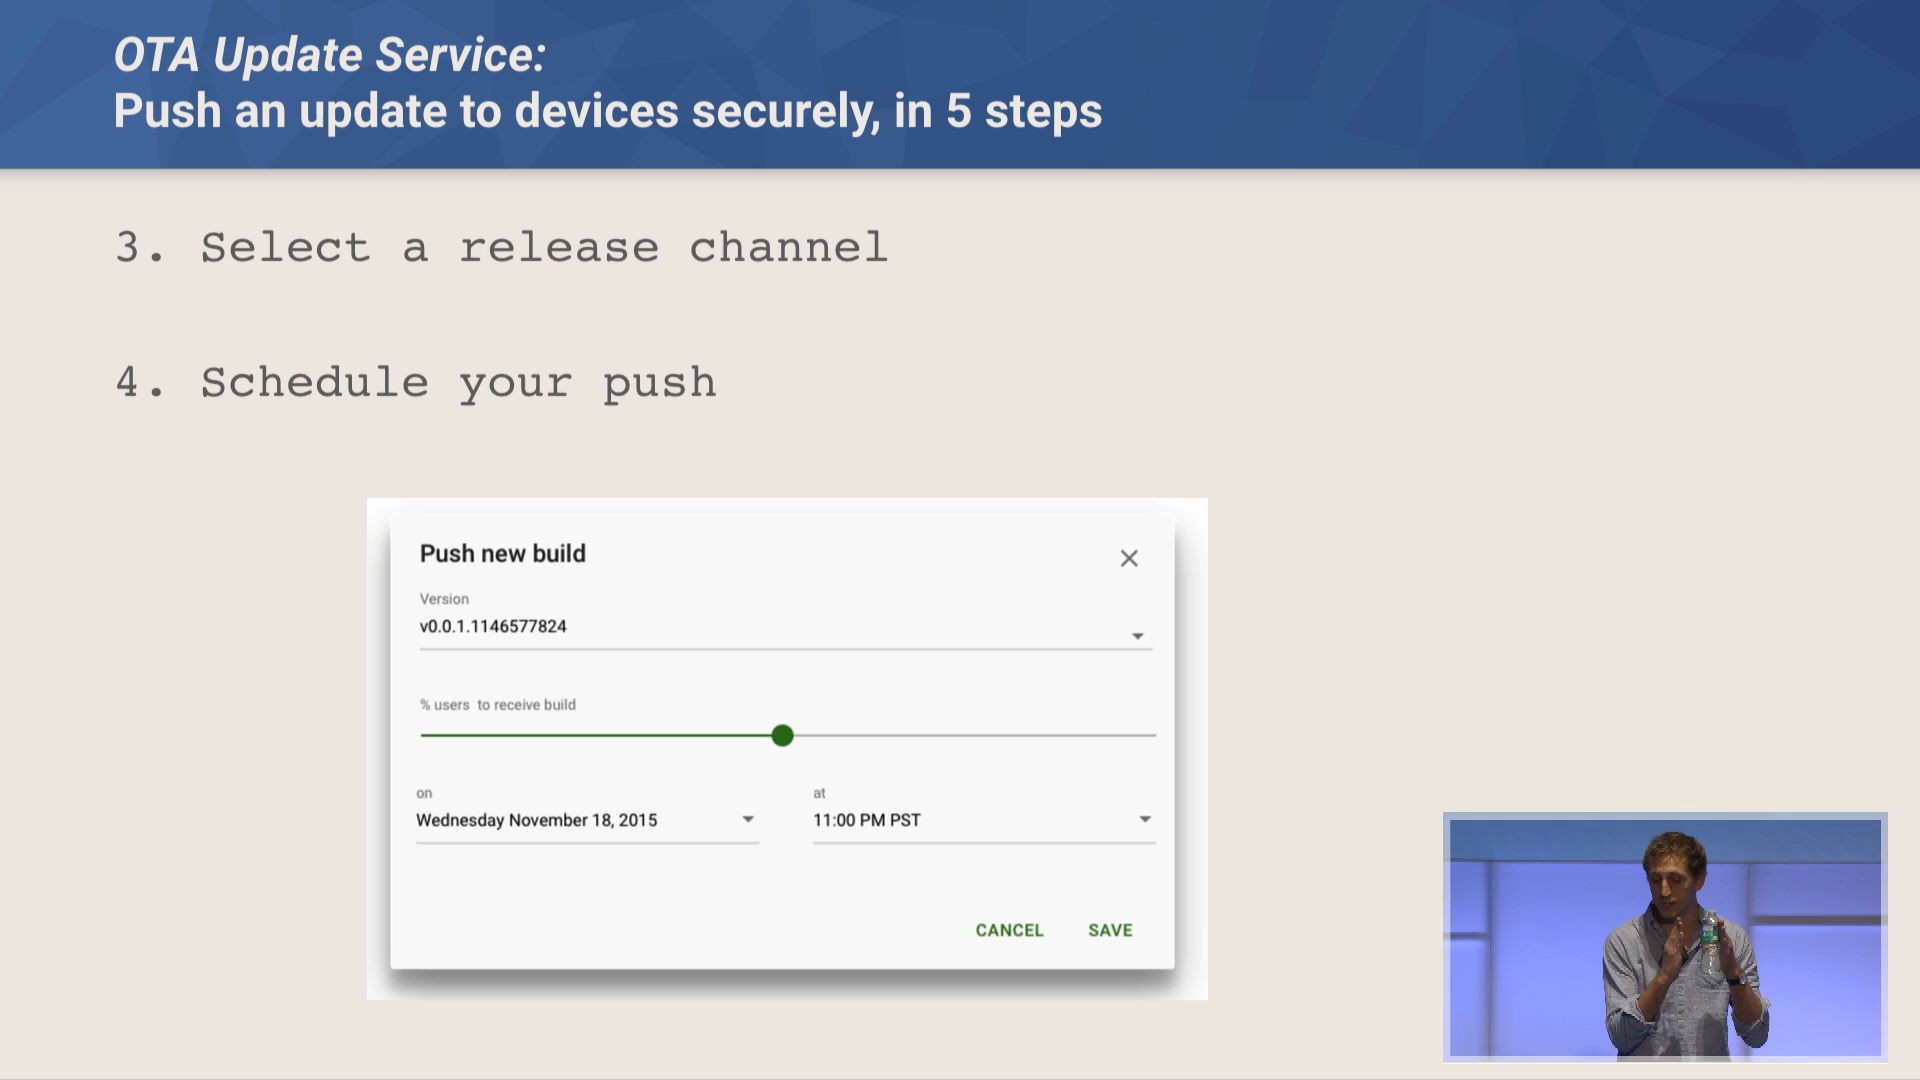 OTA Update Service:
Push an update to devices securely, in 5 steps
3. Select a release channel
4. Schedule your push
Push new build
Version
v0.0.1.1146577824
% users to receive build
on
at
Wednesday November 18, 2015
11:00 PM PST
CANCEL
SAVE